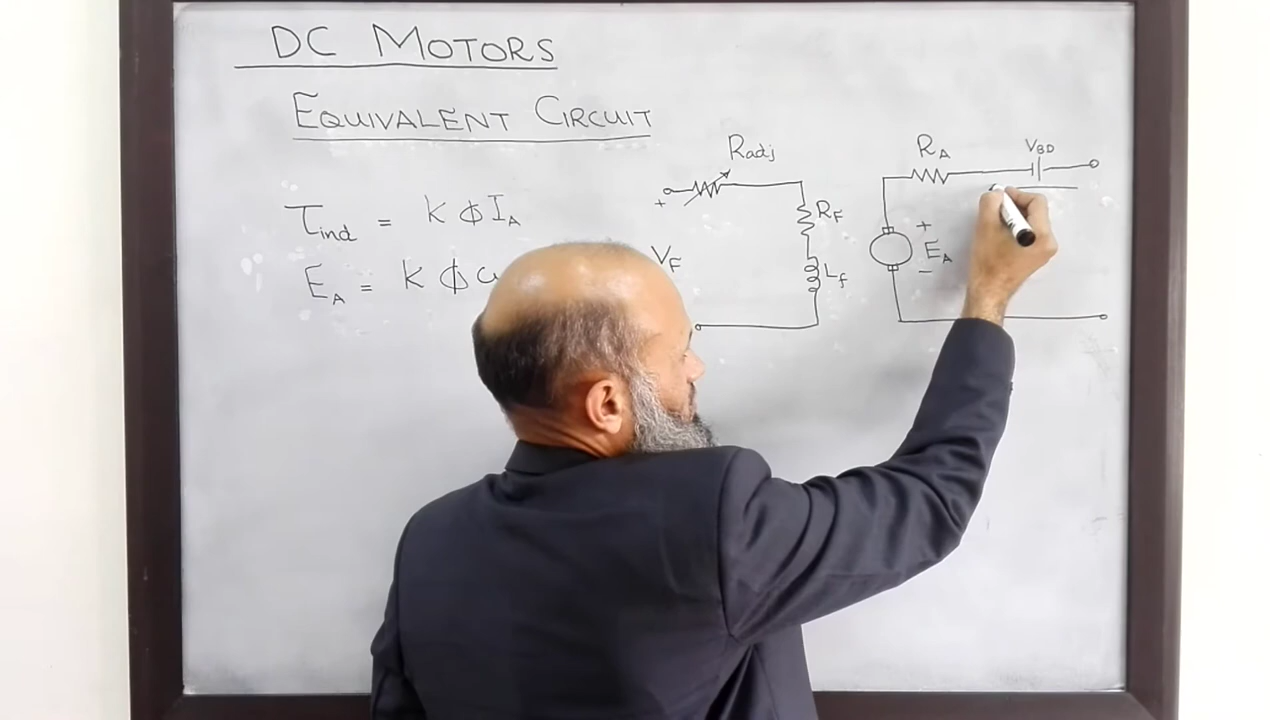 DC MOTORS
EQUIVALENT CIRCUIT
τind = K φ IA
EA = K φ
Radj
+
RF
VF
Lf
RA
VBD
+
EA
–